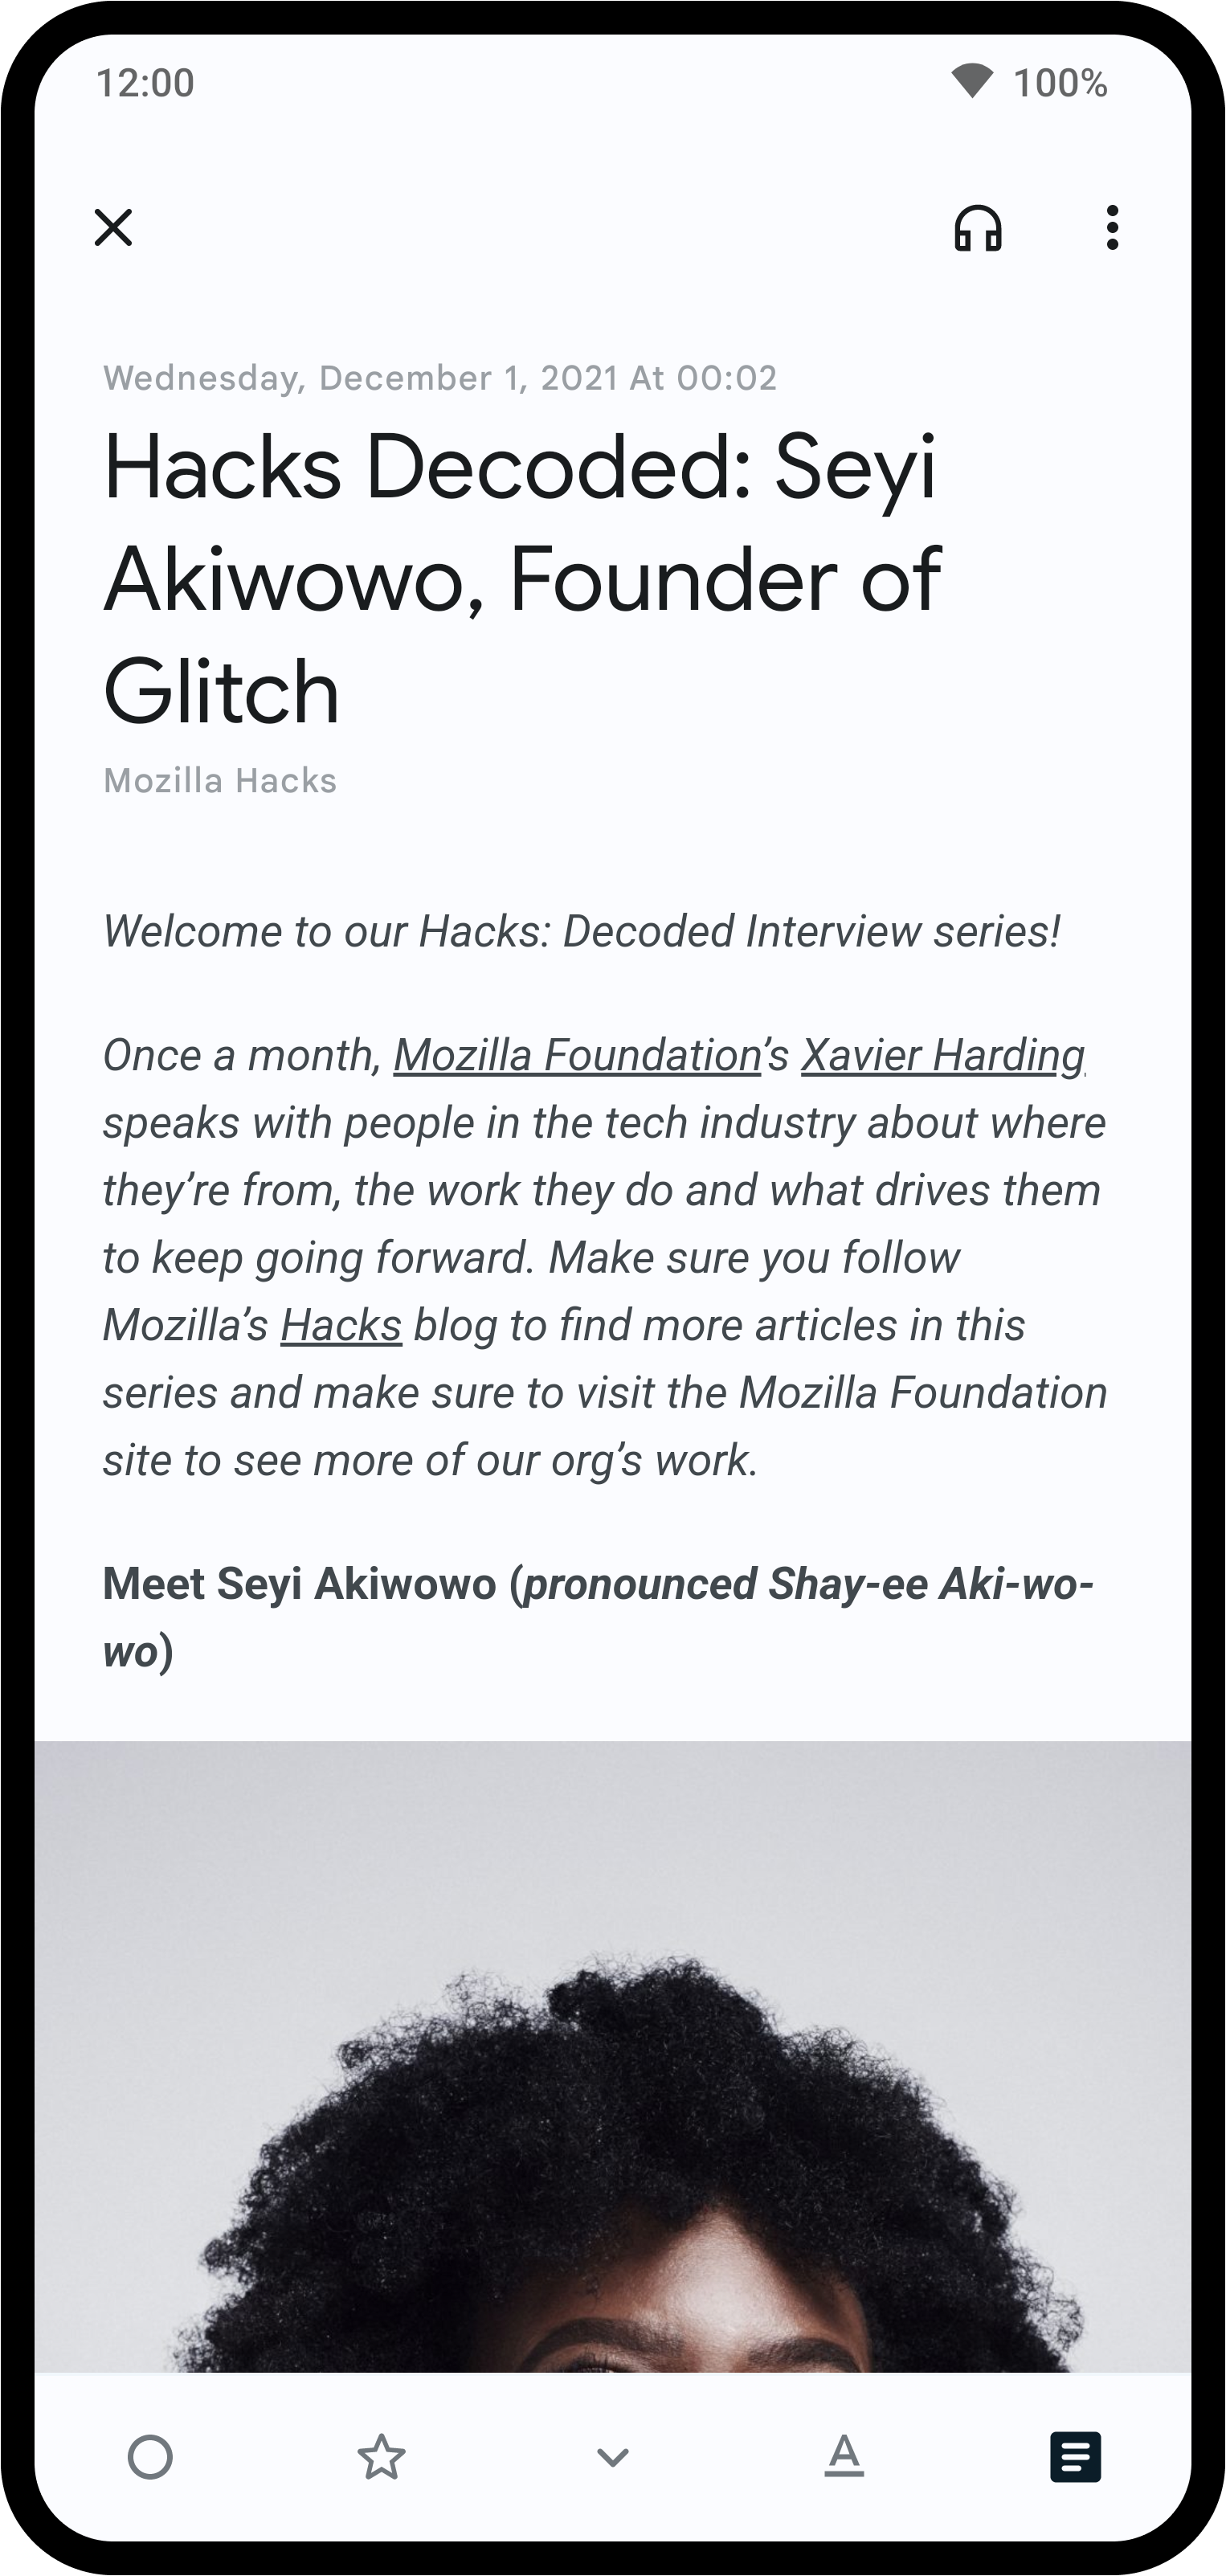 12:00
100%
Wednesday, December 1, 2021 At 00:02
Hacks Decoded: Seyi
Akiwowo, Founder of
Glitch
Mozilla Hacks
Welcome to our Hacks: Decoded Interview series!
Once a month, Mozilla Foundation’s Xavier Harding
speaks with people in the tech industry about where
they’re from, the work they do and what drives them
to keep going forward. Make sure you follow
Mozilla’s Hacks blog to find more articles in this
series and make sure to visit the Mozilla Foundation
site to see more of our org’s work.
Meet Seyi Akiwowo (pronounced Shay-ee Aki-wo-
wo)
A